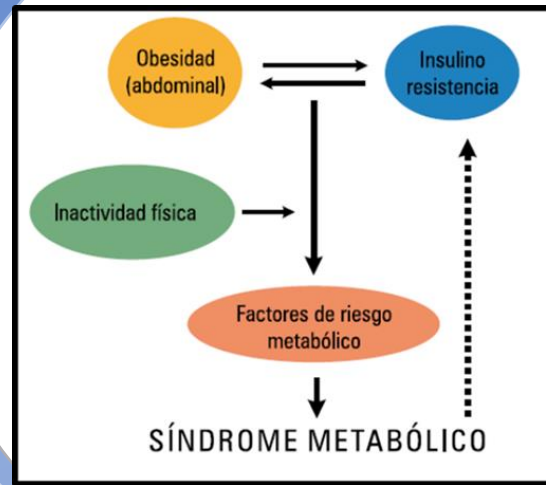 Obesidad
(abdominal)
Insulino
resistencia
Inactividad física
Factores de riesgo
metabólico
SÍNDROME METABÓLICO